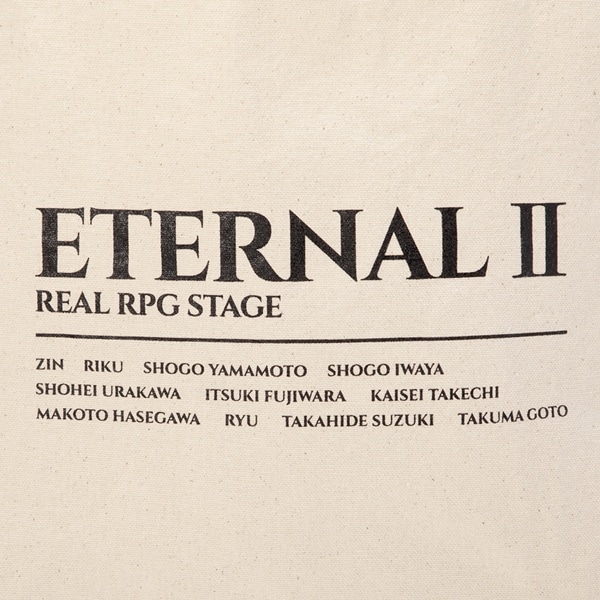 ETERNAL II
REAL RPG STAGE
ZIN RIKU SHOGO YAMAMOTO SHOGO IWAYA
SHOHEI URAKAWA ITSUKI FUJIWARA KAISEI TAKECHI
MAKOTO HASEGAWA RYU TAKAHIDE SUZUKI TAKUMA GOTO